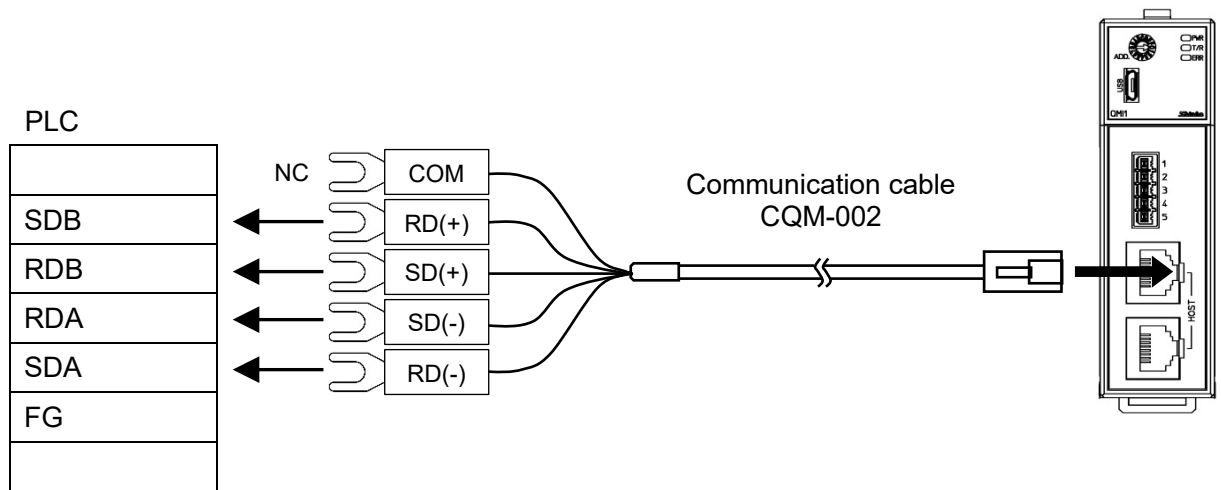 PLC
SDB
RDB
RDA
SDA
FG
NC
COM
RD(+)
SD(+)
SD(-)
RD(-)
Communication cable
CQM-002
ADD.
PWR
T/R
ERR
USB
QMI1
Shinko
1
2
3
4
5
HOST